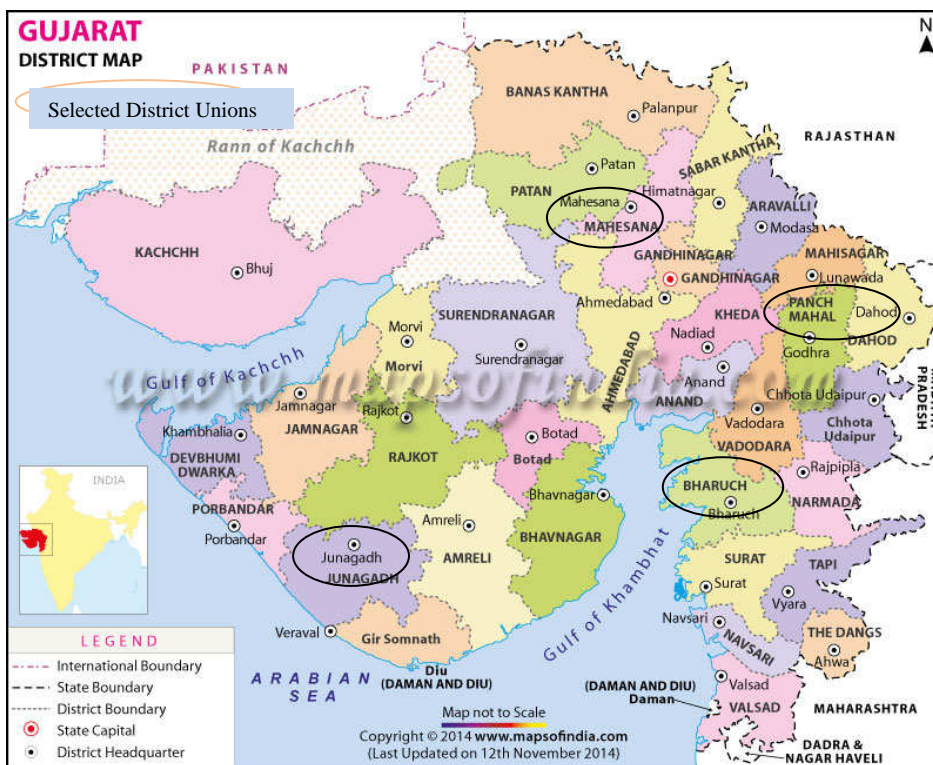 GUJARAT
DISTRICT MAP
N
PAKISTAN
Selected District Unions
Rann of Kachchh
BANAS KANTHA
Palanpur
RAJASTHAN
Patan
PATAN
SABAR KANTHA
Himatnagar
Mahesana
MAHESANA
ARAVALLI
Modasa
KACHCHH
Bhuj
GANDHINAGAR
GANDHINAGAR
MAHISAGAR
Lunawada
Ahmedabad
AHMEDABAD
PANCH
MAHAL
Dahod
DAHOD
Godhra
KHEDA
Nadiad
SURENDRANAGAR
Surendranagar
Morvi
Morvi
Gulf of Kachchh
www.mapsofindia.com
Anand
ANAND
PRADESH
Jamnagar
JAMNAGAR
Rajkot
RAJKOT
Chhota Udaipur
Chhota
Udaipur
Vadodara
VADODARA
Khambhalia
DEVBHUMI
DWARKA
Botad
Botad
Rajpipla
NARMADA
BHARUCH
Bharuch
INDIA
PORBANDAR
Porbandar
Bhavnagar
BHAVNAGAR
Amreli
AMRELI
Junagadh
JUNAGADH
Gulf of Khambhat
SURAT
Surat
TAPI
Vyara
Navsari
NAVSARI
THE DANGS
Ahwa
Veraval
Gir Somnath
LEGEND
International Boundary
State Boundary
District Boundary
State Capital
District Headquarter
ARABIAN
SEA
Diu
(DAMAN AND DIU)
(DAMAN AND DIU)
Daman
Valsad
VALSAD
MAHARASHTRA
Map not to Scale
Copyright © 2014 www.mapsofindia.com
(Last Updated on 12th November 2014)
DADRA &
NAGAR HAVELI